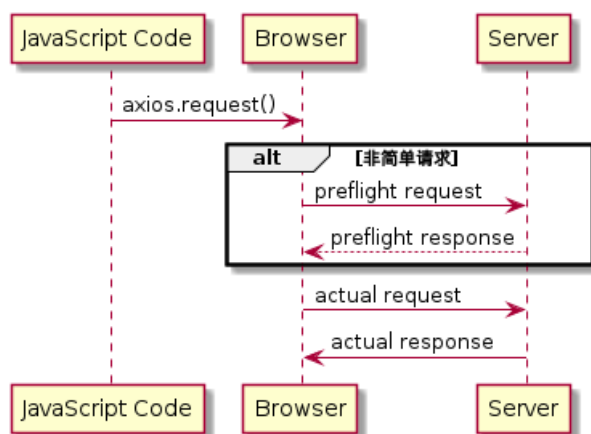 JavaScript Code Browser Server
axios.request()
alt [非简单请求]
preflight request
preflight response
actual request
actual response
JavaScript Code Browser Server